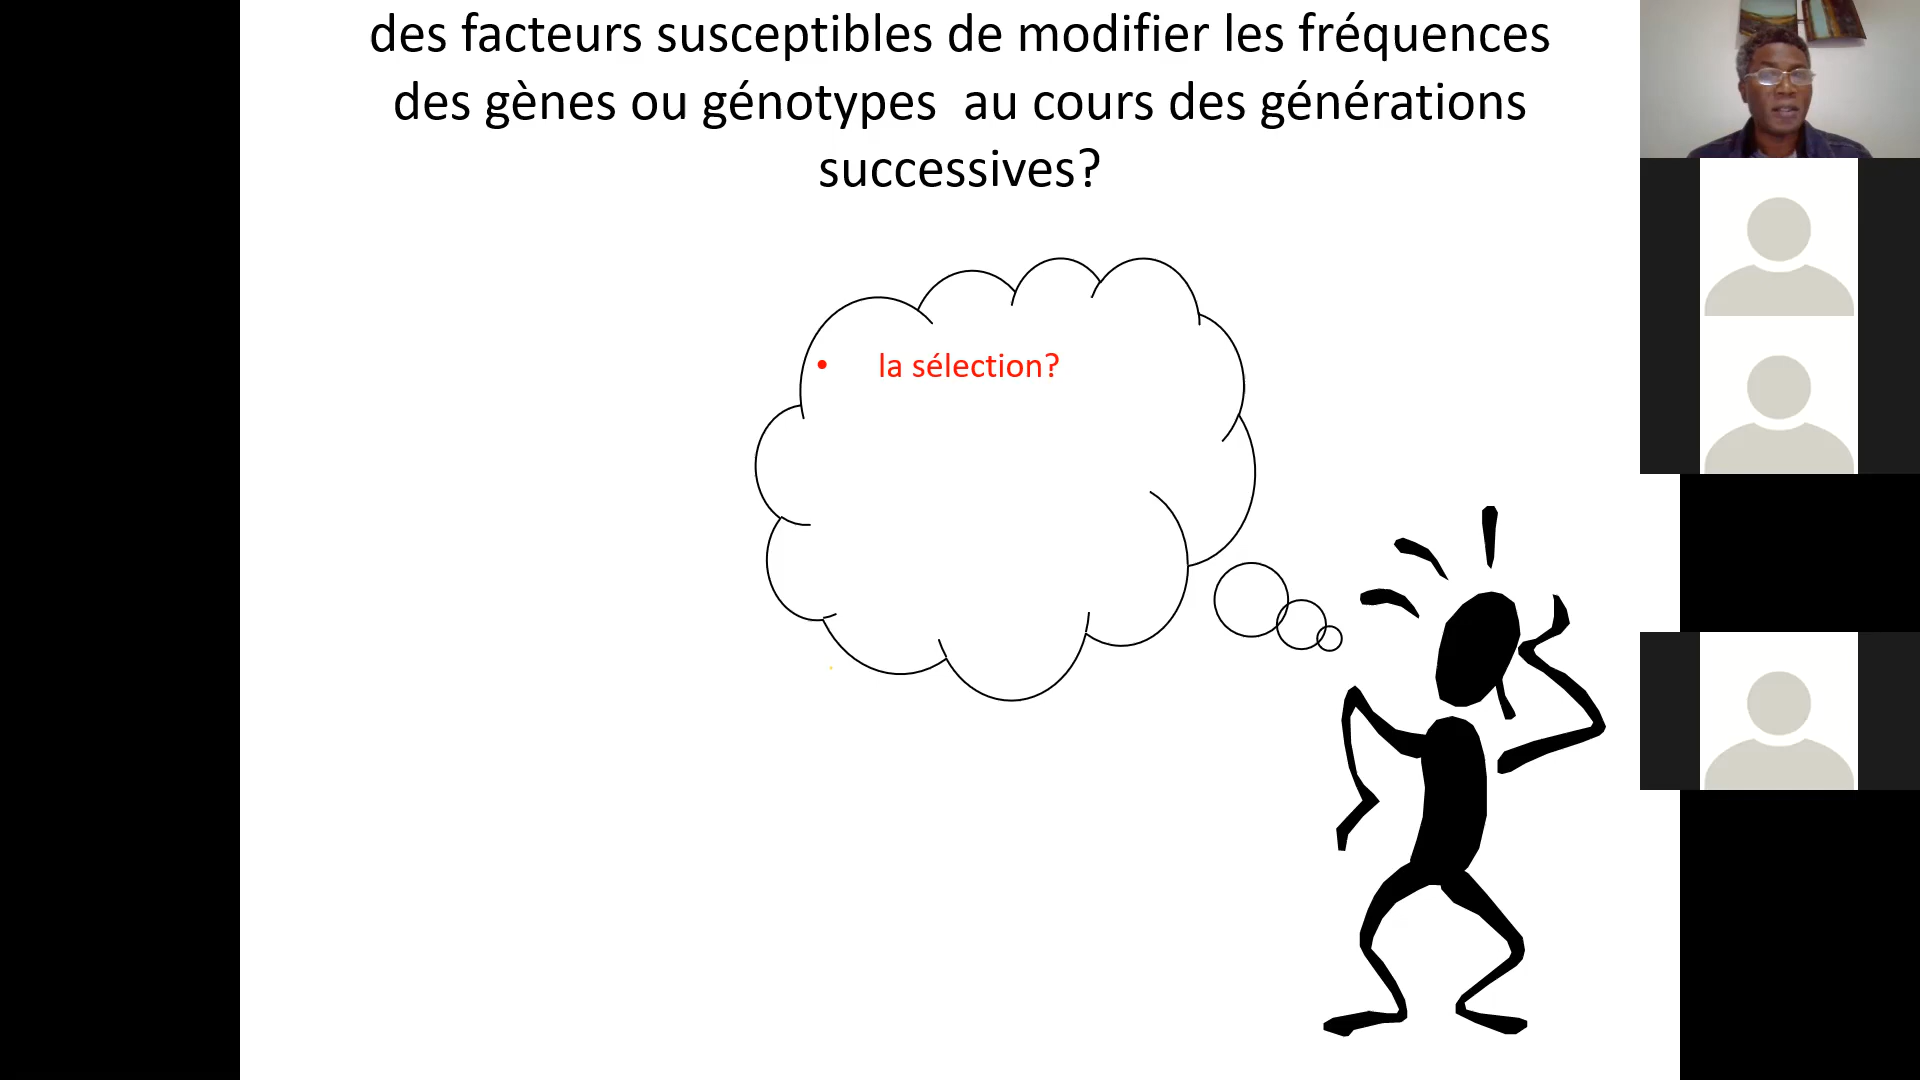 des facteurs susceptibles de modifier les fréquences
des gènes ou génotypes  au cours des générations
successives?
• la sélection?